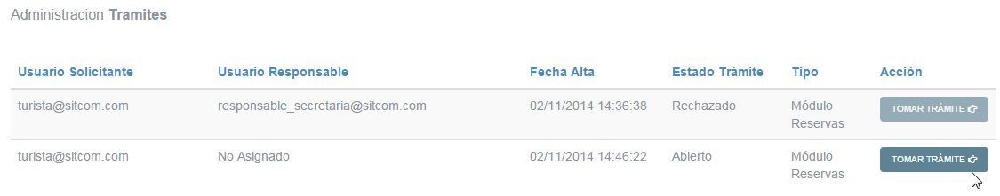 Administracion Tramites
Usuario Solicitante Usuario Responsable Fecha Alta Estado Trámite Tipo Acción
turista@sitcom.com responsable_secretaria@sitcom.com 02/11/2014 14:36:38 Rechazado Módulo Reservas TOMAR TRÁMITE
turista@sitcom.com No Asignado 02/11/2014 14:46:22 Abierto Módulo Reservas TOMAR TRÁMITE